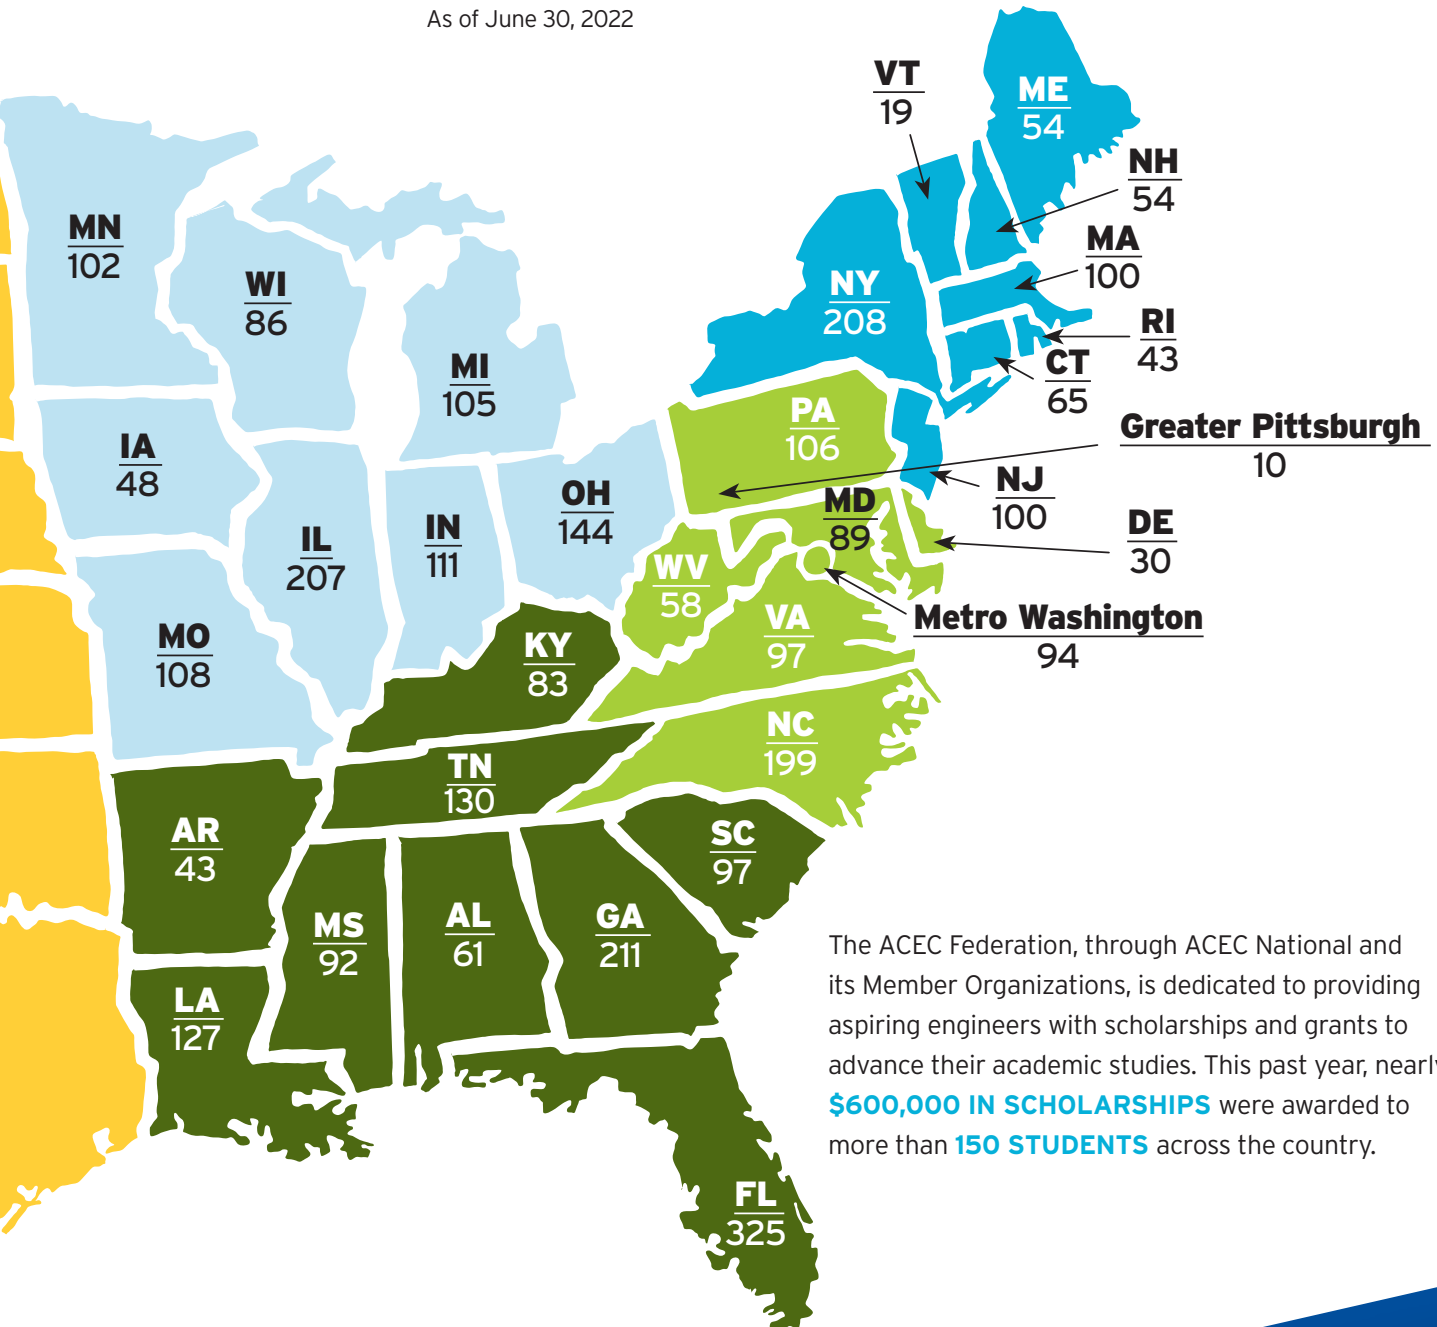 As of June 30, 2022
VT
19
ME
54
NH
54
MN
102
MA
100
WI
86
NY
208
RI
43
MI
105
CT
65
PA
106
Greater Pittsburgh
10
IA
48
OH
144
NJ
100
MD
89
IN
111
IL
207
DE
30
WV
58
Metro Washington
94
VA
97
MO
108
KY
83
NC
199
TN
130
AR
43
SC
97
MS
92
AL
61
GA
211
LA
127
The ACEC Federation, through ACEC National and
its Member Organizations, is dedicated to providing
aspiring engineers with scholarships and grants to
advance their academic studies. This past year, nearly
$600,000 IN SCHOLARSHIPS were awarded to
more than 150 STUDENTS across the country.
FL
325